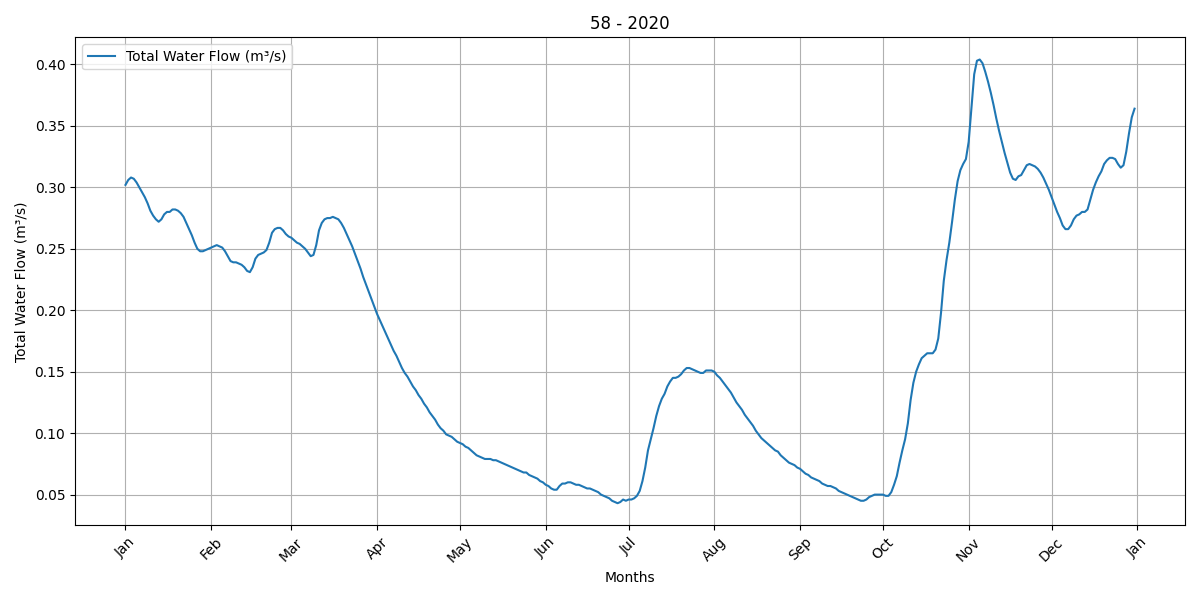 58 - 2020
Total Water Flow (m³/s)
Total Water Flow (m³/s)
0.40
0.35
0.30
0.25
0.20
0.15
0.10
0.05
Jan
Feb
Mar
Apr
May
Jun
Jul
Aug
Sep
Oct
Nov
Dec
Jan
Months